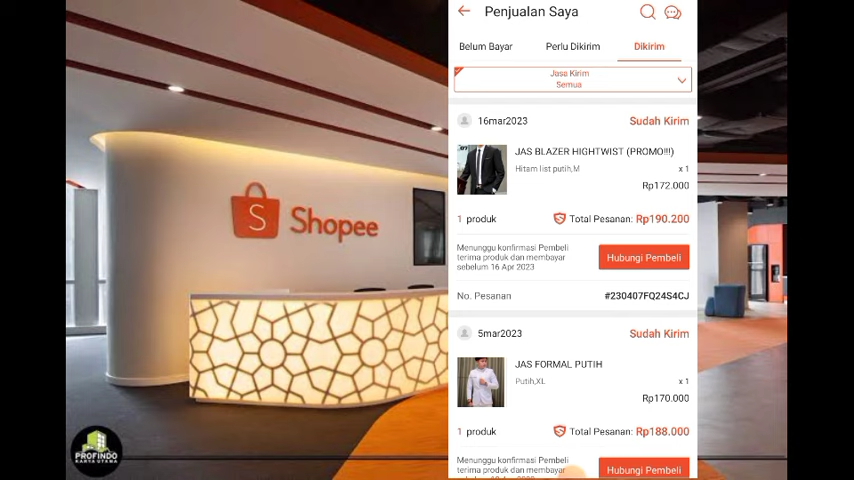 Shopee
PROFINDO
KARYA UTAMA
Penjualan Saya
Belum Bayar
Perlu Dikirim
Dikirim
Jasa Kirim
Semua
16mar2023
Sudah Kirim
JAS BLAZER HIGHTWIST (PROMO!!!)
Hitam list putih,M
x 1
Rp172.000
1 produk
Total Pesanan: Rp190.200
Menunggu konfirmasi Pembeli
terima produk dan membayar
sebelum 16 Apr 2023
Hubungi Pembeli
No. Pesanan
#230407FQ24S4CJ
5mar2023
Sudah Kirim
JAS FORMAL PUTIH
Putih,XL
x 1
Rp170.000
1 produk
Total Pesanan: Rp188.000
Menunggu konfirmasi Pembeli
terima produk dan membayar
Hubungi Pembeli